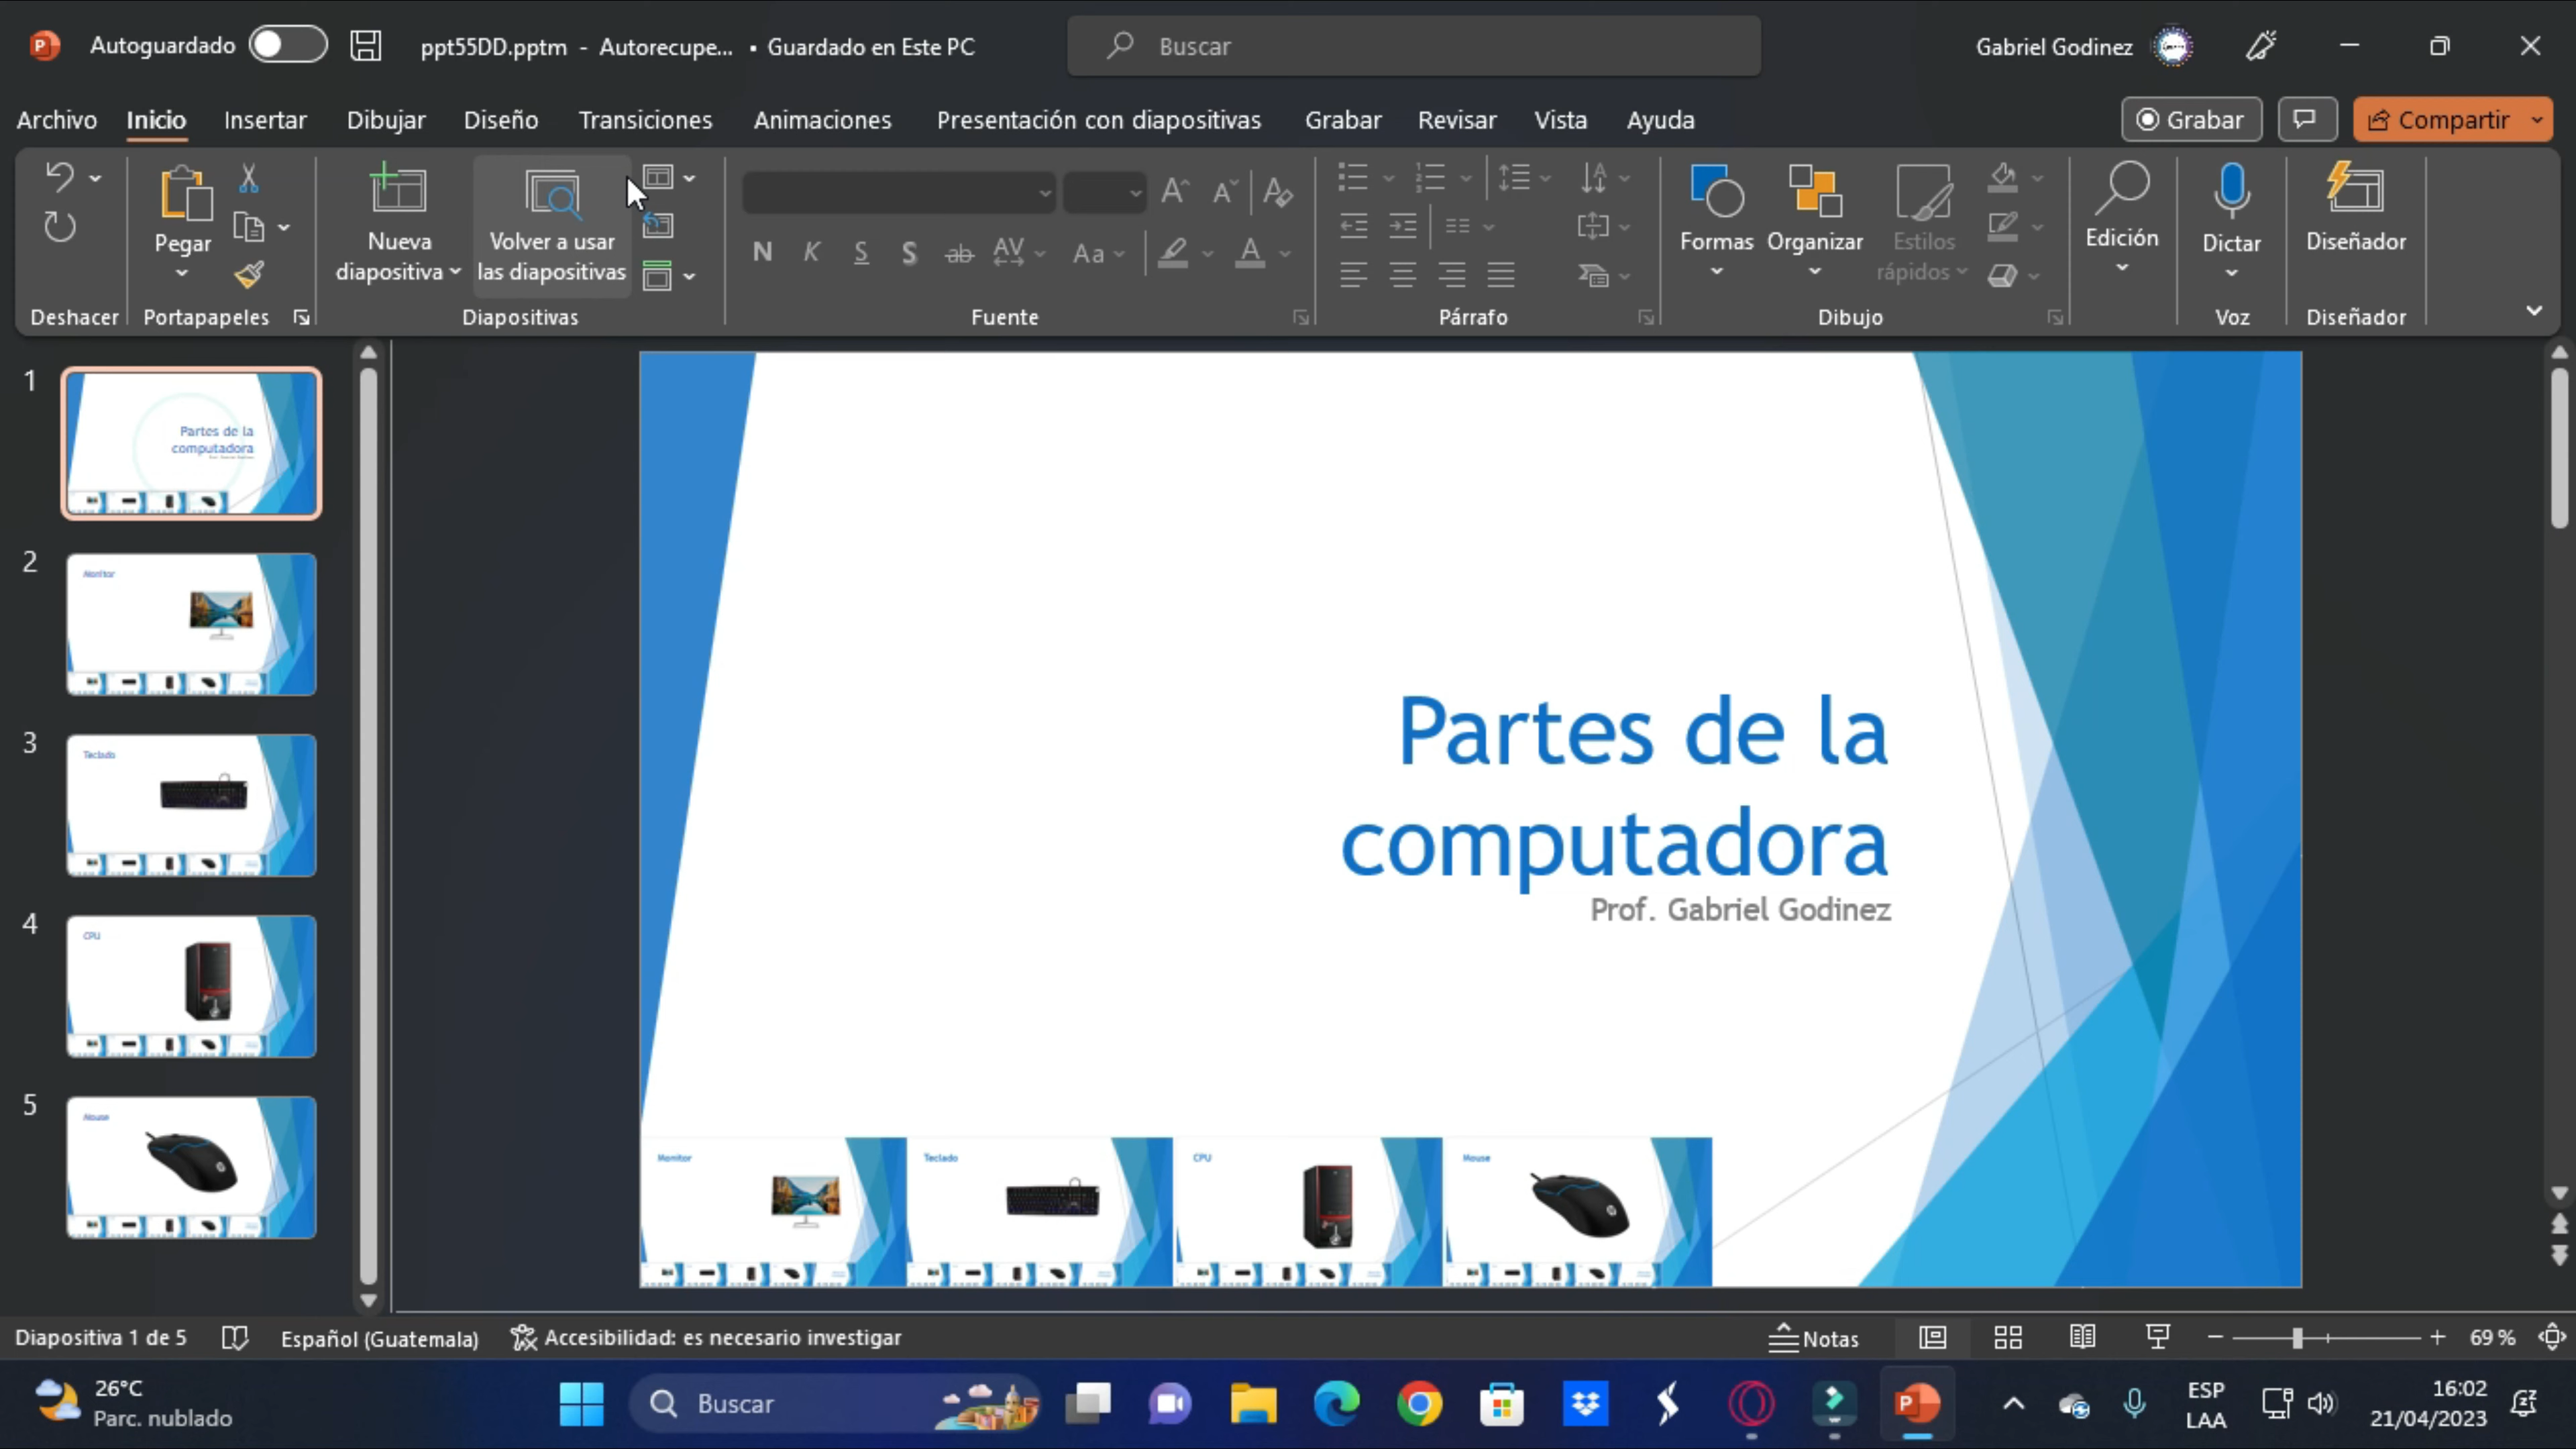 Autoguardado
ppt55DD.pptm - Autorecupe... • Guardado en Este PC
Buscar
Gabriel Godinez
Archivo Inicio Insertar Dibujar Diseño Transiciones Animaciones Presentación con diapositivas Grabar Revisar Vista Ayuda
Grabar
Compartir
Pegar
Nueva
diapositiva
Volver a usar
las diapositivas
N K S S ab AV Aa A
Formas
Organizar
Estilos
rápidos
Edición
Dictar
Diseñador
Deshacer
Portapapeles
Diapositivas
Fuente
Párrafo
Dibujo
Voz
Diseñador
1
Partes de la
computadora
2
Monitor
3
Teclado
4
CPU
5
Mouse
Partes de la
computadora
Prof. Gabriel Godinez
Monitor
Teclado
CPU
Mouse
Diapositiva 1 de 5
Español (Guatemala)
Accesibilidad: es necesario investigar
Notas
69 %
26°C
Parc. nublado
Buscar
ESP
LAA
16:02
21/04/2023